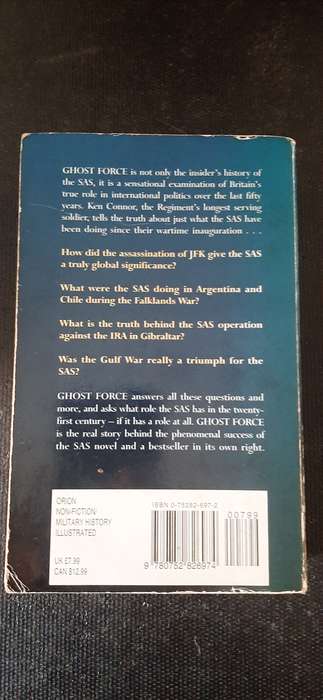 GHOST FORCE is not only the insider's history of
the SAS, it is a sensational examination of Britain's
true role in international politics over the last fifty
years. Ken Connor, the Regiment's longest serving
soldier, tells the truth about just what the SAS have
been doing since their wartime inauguration . . .
How did the assassination of JFK give the SAS
a truly global significance?
What were the SAS doing in Argentina and
Chile during the Falklands War?
What is the truth behind the SAS operation
against the IRA in Gibraltar?
Was the Gulf War really a triumph for the
SAS?
GHOST FORCE answers all these questions and
more, and asks what role the SAS has in the twenty-
first century – if it has a role at all. GHOST FORCE
is the real story behind the phenomenal success of
the SAS novel and a bestseller in its own right.
ORION
NON-FICTION/
MILITARY HISTORY
ILLUSTRATED
UK £7.99
CAN $12.99
ISBN 0-75282-697-2
00799
9 780752 826974